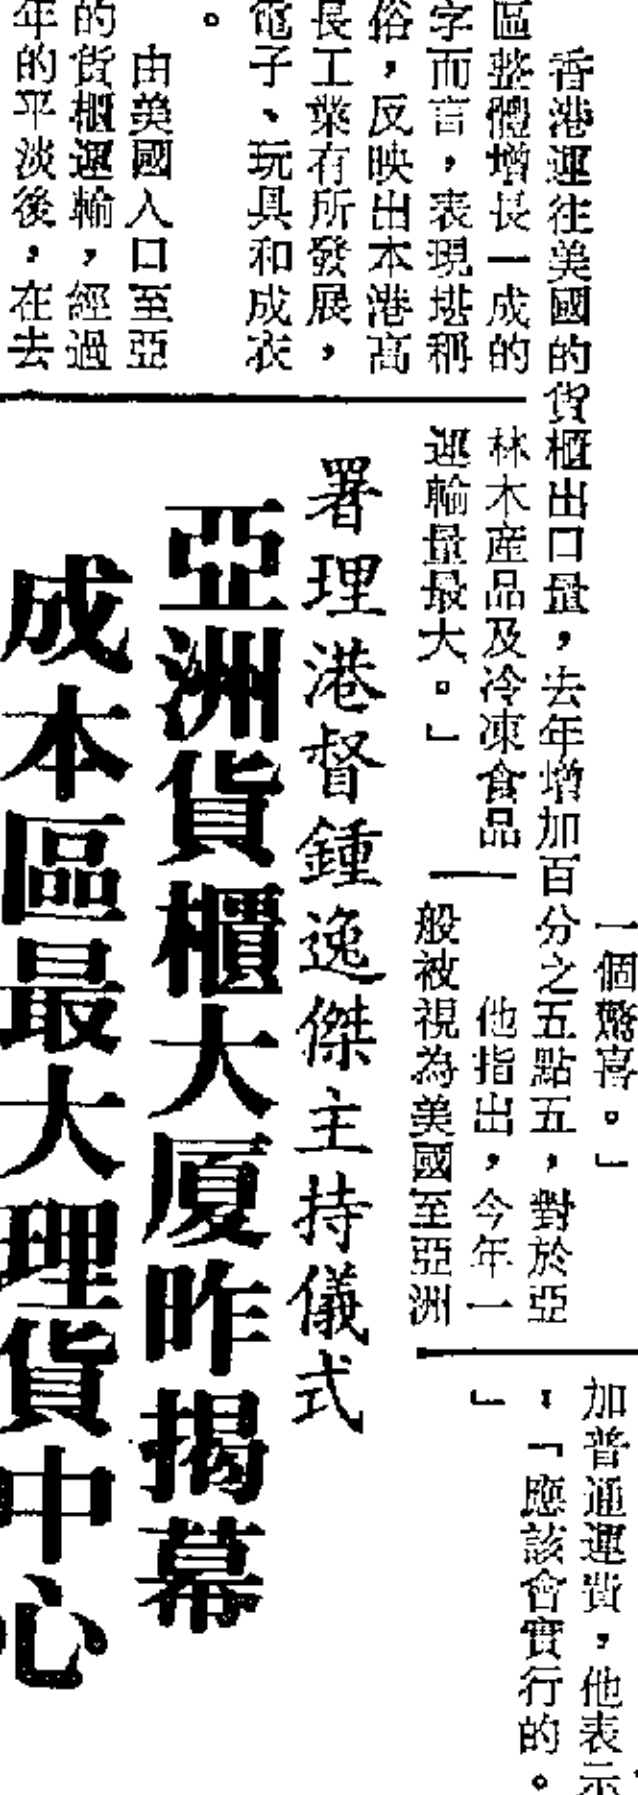 一個驚喜。」
香港運往美國的貨櫃出口量，去年增加百分之五點五，對於亞
區整體增長一成的
字而言，表現堪稱
俗，反映出本港高
長工業有所發展，
電子、玩具和成衣
。
由美國入口至亞
的貨櫃運輸，經過
年的平淡後，在去
林木產品及冷凍食品
運輸量最大。」
他指出，今年一
般被視為美國至亞洲
加普通運費，他表示
：「應該會實行的。
」
署理港督鍾逸傑主持儀式
亞洲貨櫃大厦昨揭幕
成本區最大理貨中心